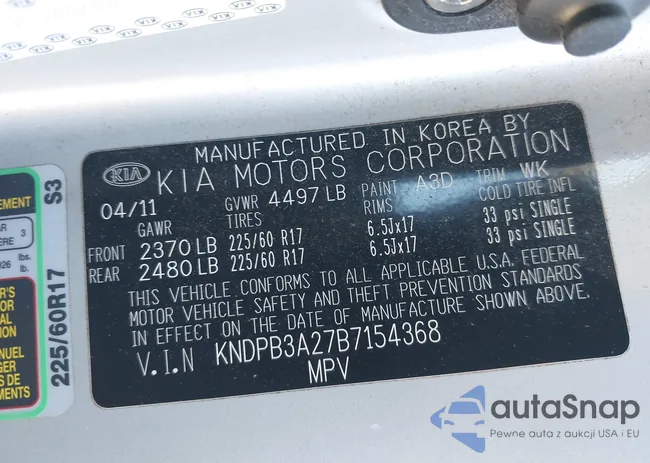 MANUFACTURED IN KOREA BY
KIA KIA MOTORS CORPORATION
04/11 GVWR 4497 LB PAINT A3D TRIM WK
GAWR TIRES RIMS COLD TIRE INFL
FRONT 2370 LB 225/60 R17 6.5Jx17 33 psi SINGLE
REAR 2480 LB 225/60 R17 6.5Jx17 33 psi SINGLE
THIS VEHICLE CONFORMS TO ALL APPLICABLE U.S.A. FEDERAL
MOTOR VEHICLE SAFETY AND THEFT PREVENTION STANDARDS
IN EFFECT ON THE DATE OF MANUFACTURE SHOWN ABOVE.
V.I.N KNDPB3A27B7154368
MPV
S3
225/60R17
3
lbs.
lb.
autaSnap
Pewne auta z aukcji USA i EU